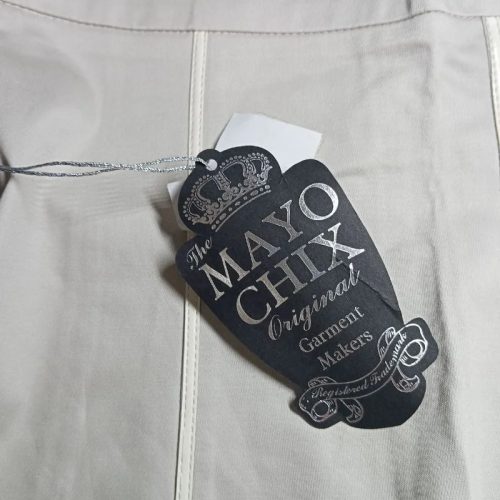 The
MAYO
CHIX
Original
Garment
Makers
Registered Trademark